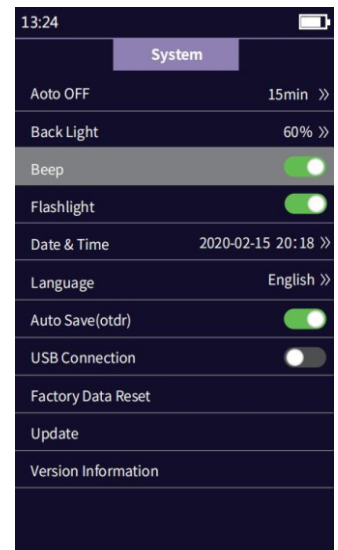 13:24
System
Aoto OFF 15min »
Back Light 60% »
Beep
Flashlight
Date & Time 2020-02-15 20:18 »
Language English »
Auto Save(otdr)
USB Connection
Factory Data Reset
Update
Version Information